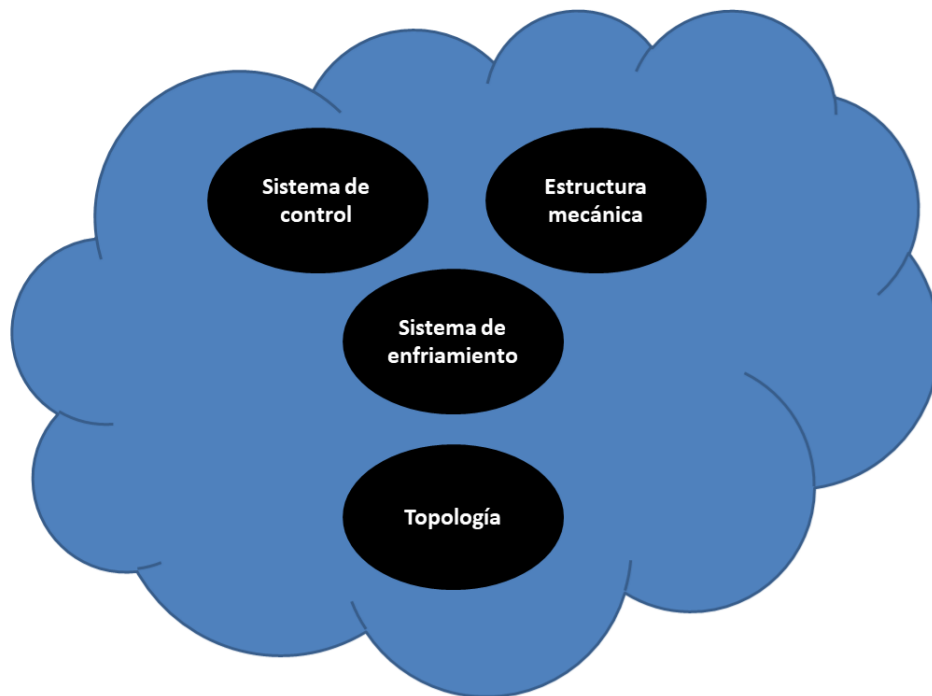 Sistema de
control
Estructura
mecánica
Sistema de
enfriamiento
Topología